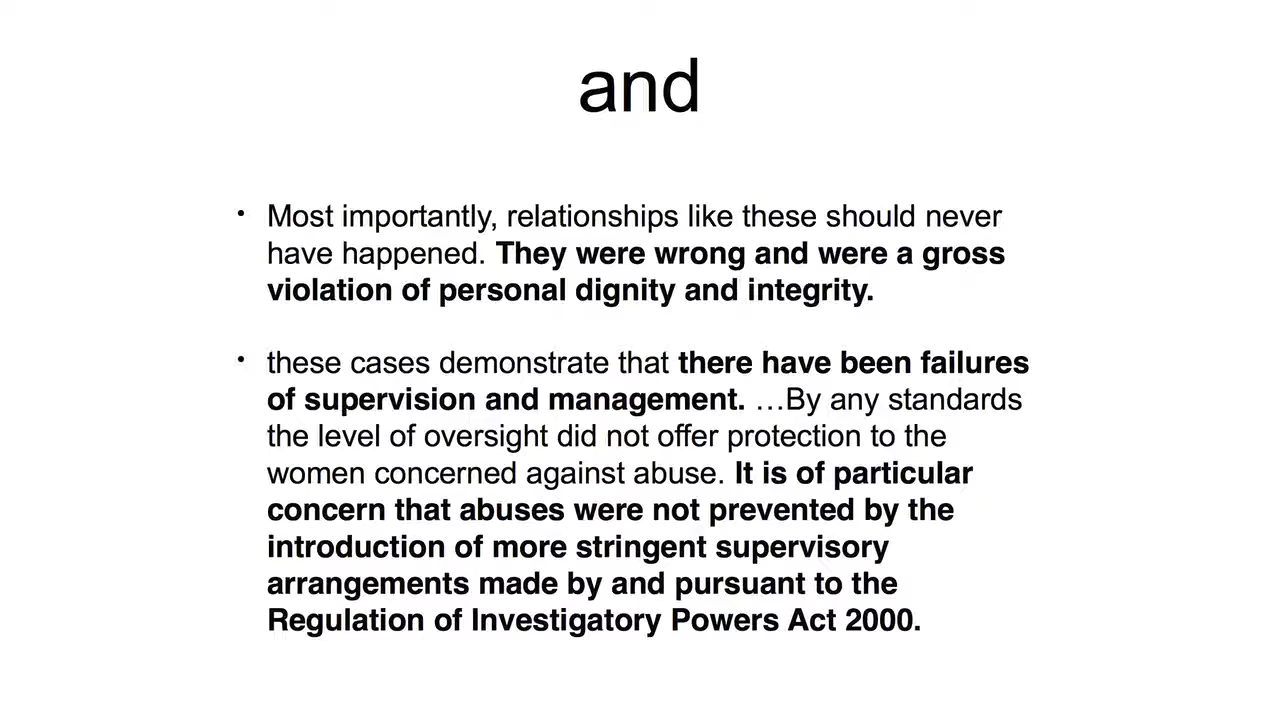 and
• Most importantly, relationships like these should never
have happened. They were wrong and were a gross
violation of personal dignity and integrity.
• these cases demonstrate that there have been failures
of supervision and management. …By any standards
the level of oversight did not offer protection to the
women concerned against abuse. It is of particular
concern that abuses were not prevented by the
introduction of more stringent supervisory
arrangements made by and pursuant to the
Regulation of Investigatory Powers Act 2000.